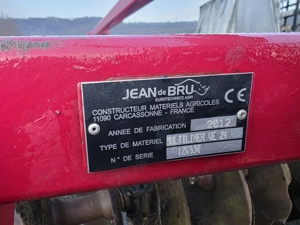 JEAN de BRU
EUROTECHNICS AGRI
CONSTRUCTEUR MATERIELS AGRICOLES
11090 CARCASSONNE - FRANCE
CE
ANNEE DE FABRICATION 2012
TYPE DE MATERIEL
N° DE SERIE